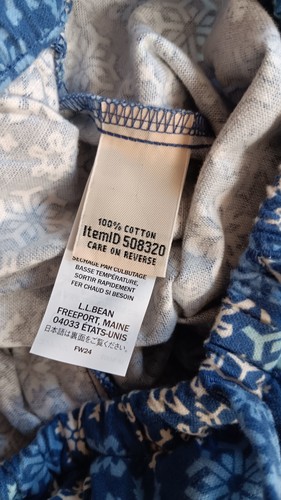 100% COTTON
ItemID 508320
CARE ON REVERSE
SÉCHAGE PAR CULBUTAGE
BASSE TEMPÉRATURE,
SORTIR RAPIDEMENT
FER CHAUD SI BESOIN
L.L.BEAN
FREEPORT, MAINE
04033 ÉTATS-UNIS
日本語は裏面をご覧ください。
FW24